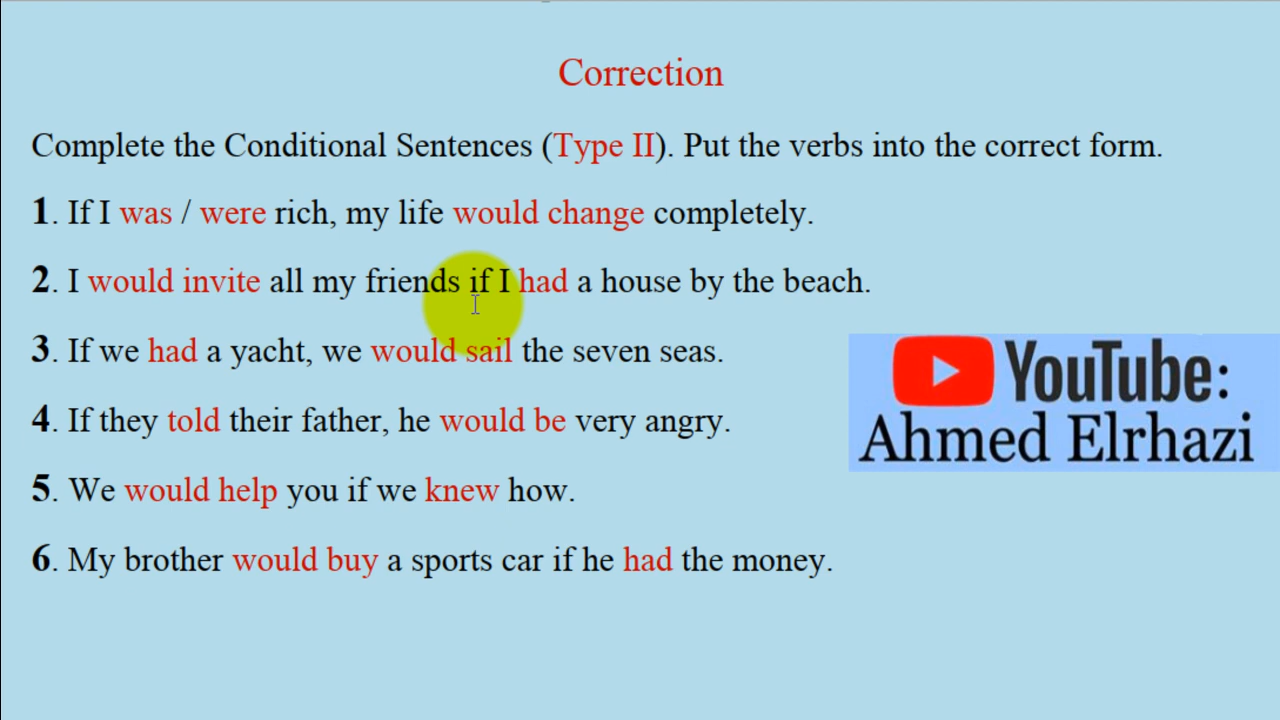 Correction
Complete the Conditional Sentences (Type II). Put the verbs into the correct form.
1. If I was / were rich, my life would change completely.
2. I would invite all my friends if I had a house by the beach.
3. If we had a yacht, we would sail the seven seas.
YouTube:
Ahmed Elrhazi
4. If they told their father, he would be very angry.
5. We would help you if we knew how.
6. My brother would buy a sports car if he had the money.